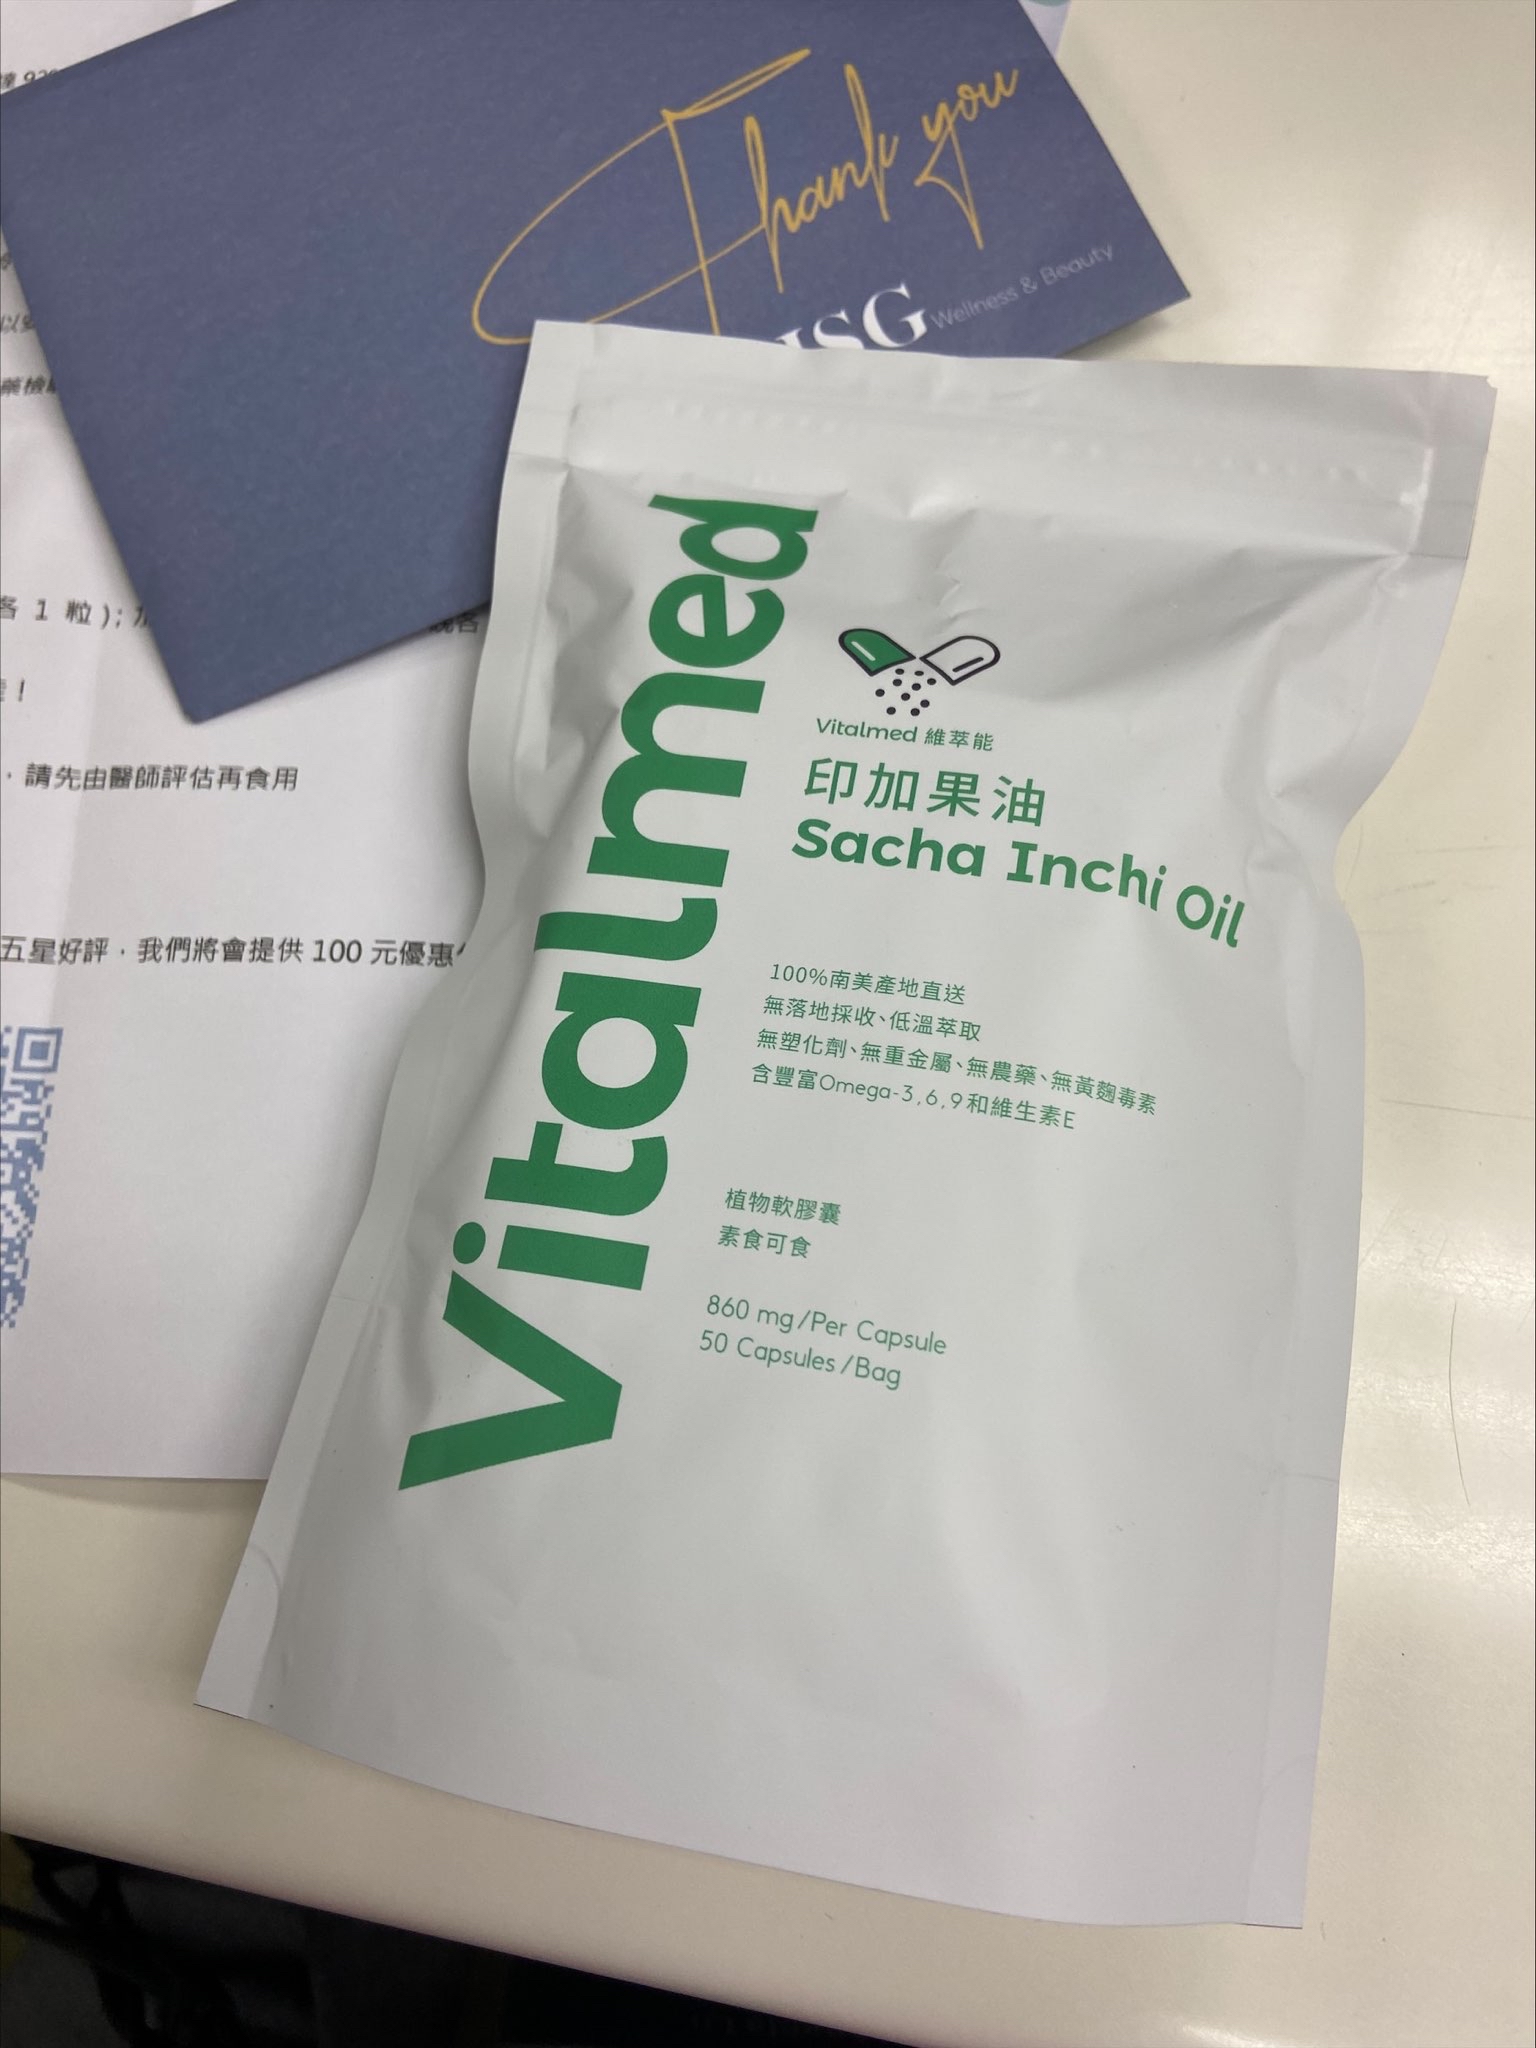 Thank you
Wellness & Beauty
各 1 粒 );
！
，請先由醫師評估再食用
五星好評，我們將會提供 100 元優惠
Vitalmed
Vitalmed 維萃能
印加果油
Sacha Inchi Oil
100%南美產地直送
無落地採收、低溫萃取
無塑化劑、無重金屬、無農藥、無黃麴毒素
含豐富Omega-3,6,9和維生素E
植物軟膠囊
素食可食
860 mg/Per Capsule
50 Capsules/Bag